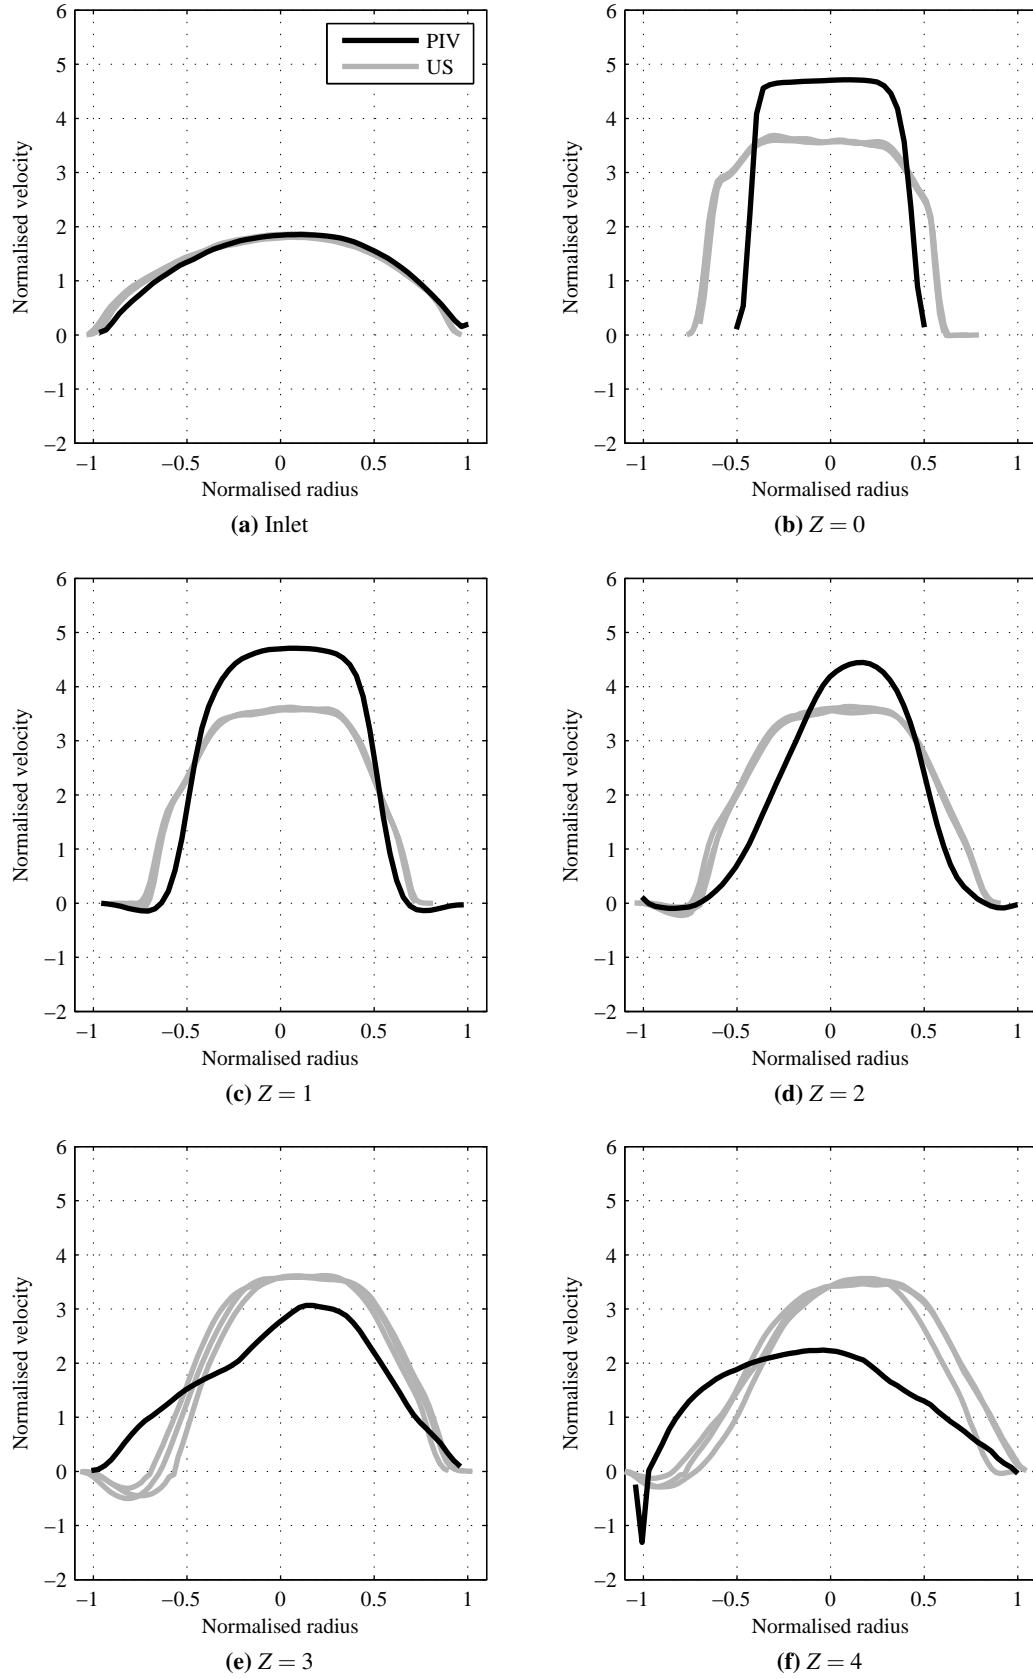 6
5
4
3
2
1
0
−1
−2
Normalised velocity
PIV
US
−1 −0.5 0 0.5 1
Normalised radius
(a) Inlet
6
5
4
3
2
1
0
−1
−2
Normalised velocity
−1 −0.5 0 0.5 1
Normalised radius
(b) Z = 0
6
5
4
3
2
1
0
−1
−2
Normalised velocity
−1 −0.5 0 0.5 1
Normalised radius
(c) Z = 1
6
5
4
3
2
1
0
−1
−2
Normalised velocity
−1 −0.5 0 0.5 1
Normalised radius
(d) Z = 2
6
5
4
3
2
1
0
−1
−2
Normalised velocity
−1 −0.5 0 0.5 1
Normalised radius
(e) Z = 3
6
5
4
3
2
1
0
−1
−2
Normalised velocity
−1 −0.5 0 0.5 1
Normalised radius
(f) Z = 4